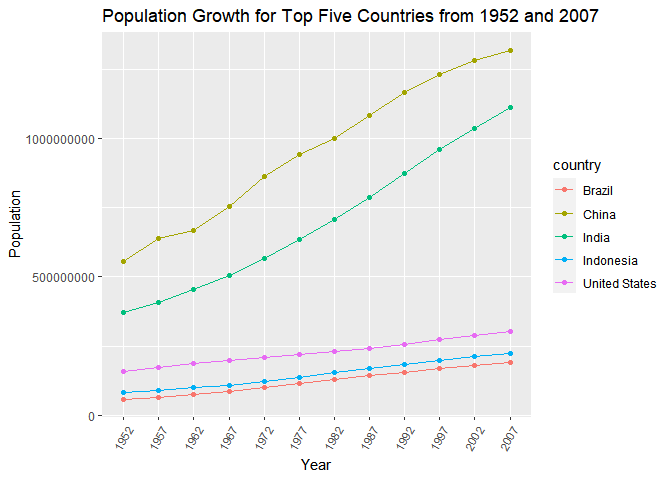 Population Growth for Top Five Countries from 1952 and 2007
Population
1000000000
500000000
0
1952
1957
1962
1967
1972
1977
1982
1987
1992
1997
2002
2007
Year
country
Brazil
China
India
Indonesia
United States